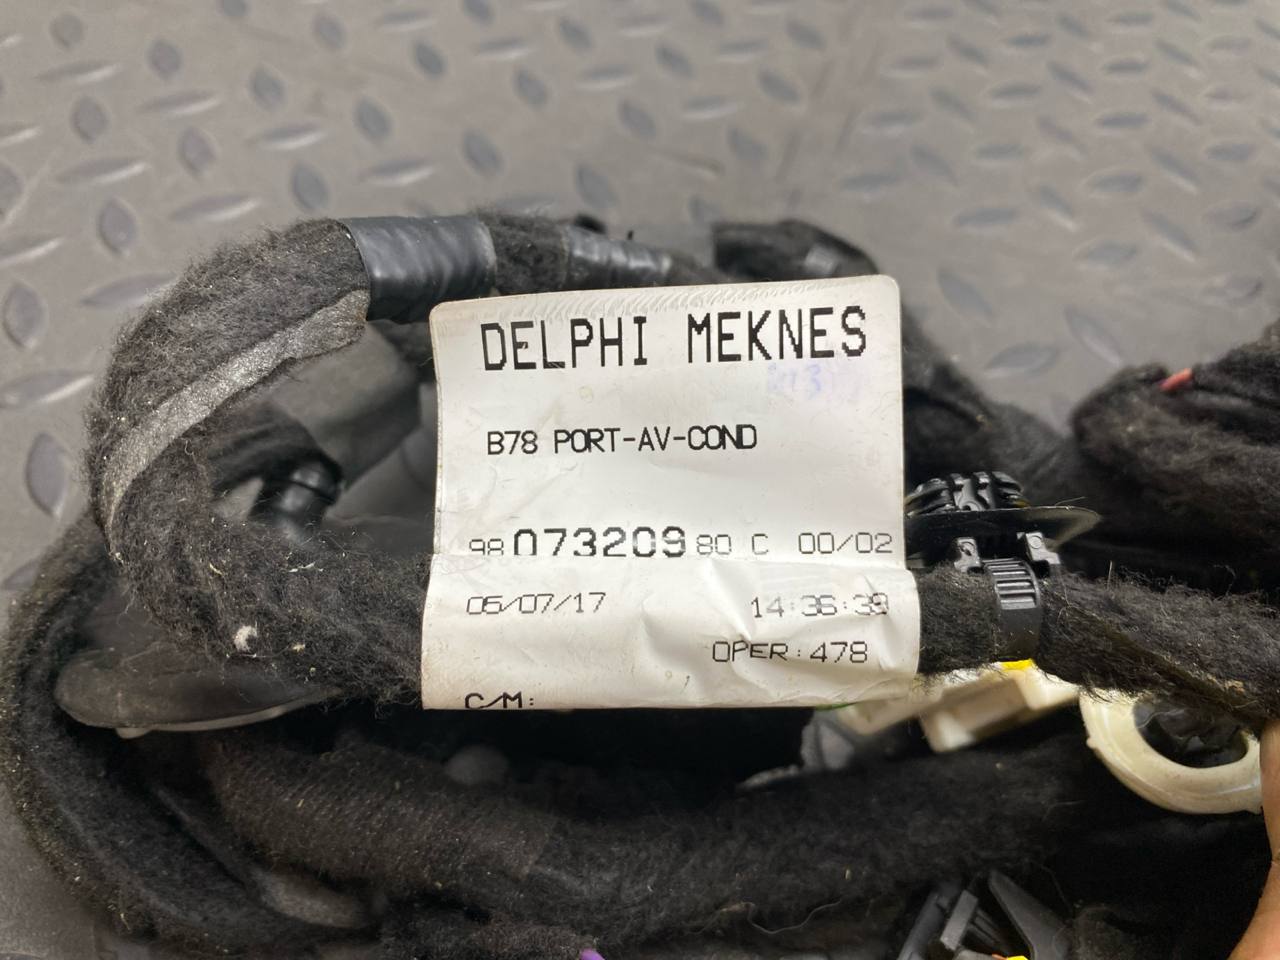 DELPHI MEKNES
B78 PORT-AV-COND
98 073209 80 C 00/02
06/07/17 14:36:39
OPER:478
C/M: